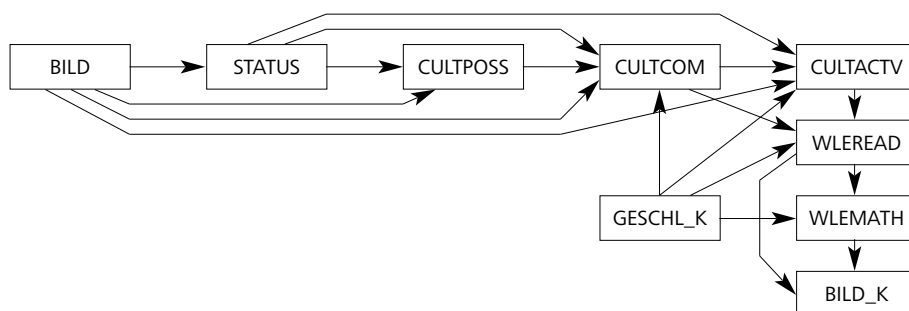 BILD
STATUS
CULTPOSS
CULTCOM
CULTACTV
WLEREAD
GESCHL_K
WLEMATH
BILD_K